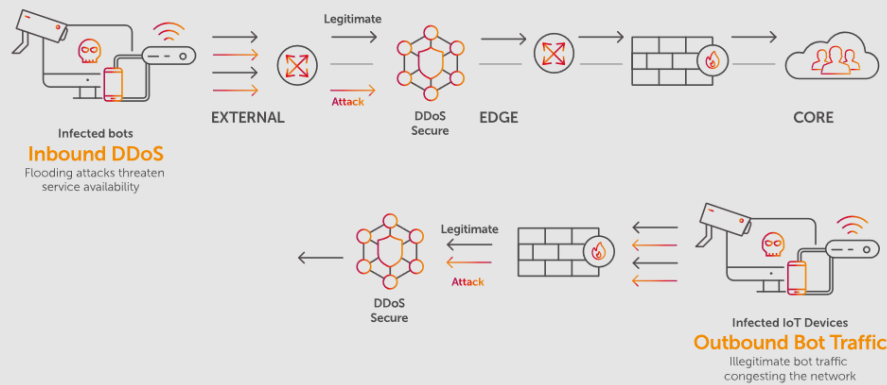 Legitimate
Attack
Infected bots
Inbound DDoS
Flooding attacks threaten
service availability
EXTERNAL
DDoS
Secure
EDGE
CORE
Legitimate
Attack
DDoS
Secure
Infected IoT Devices
Outbound Bot Traffic
Illegitimate bot traffic
congesting the network